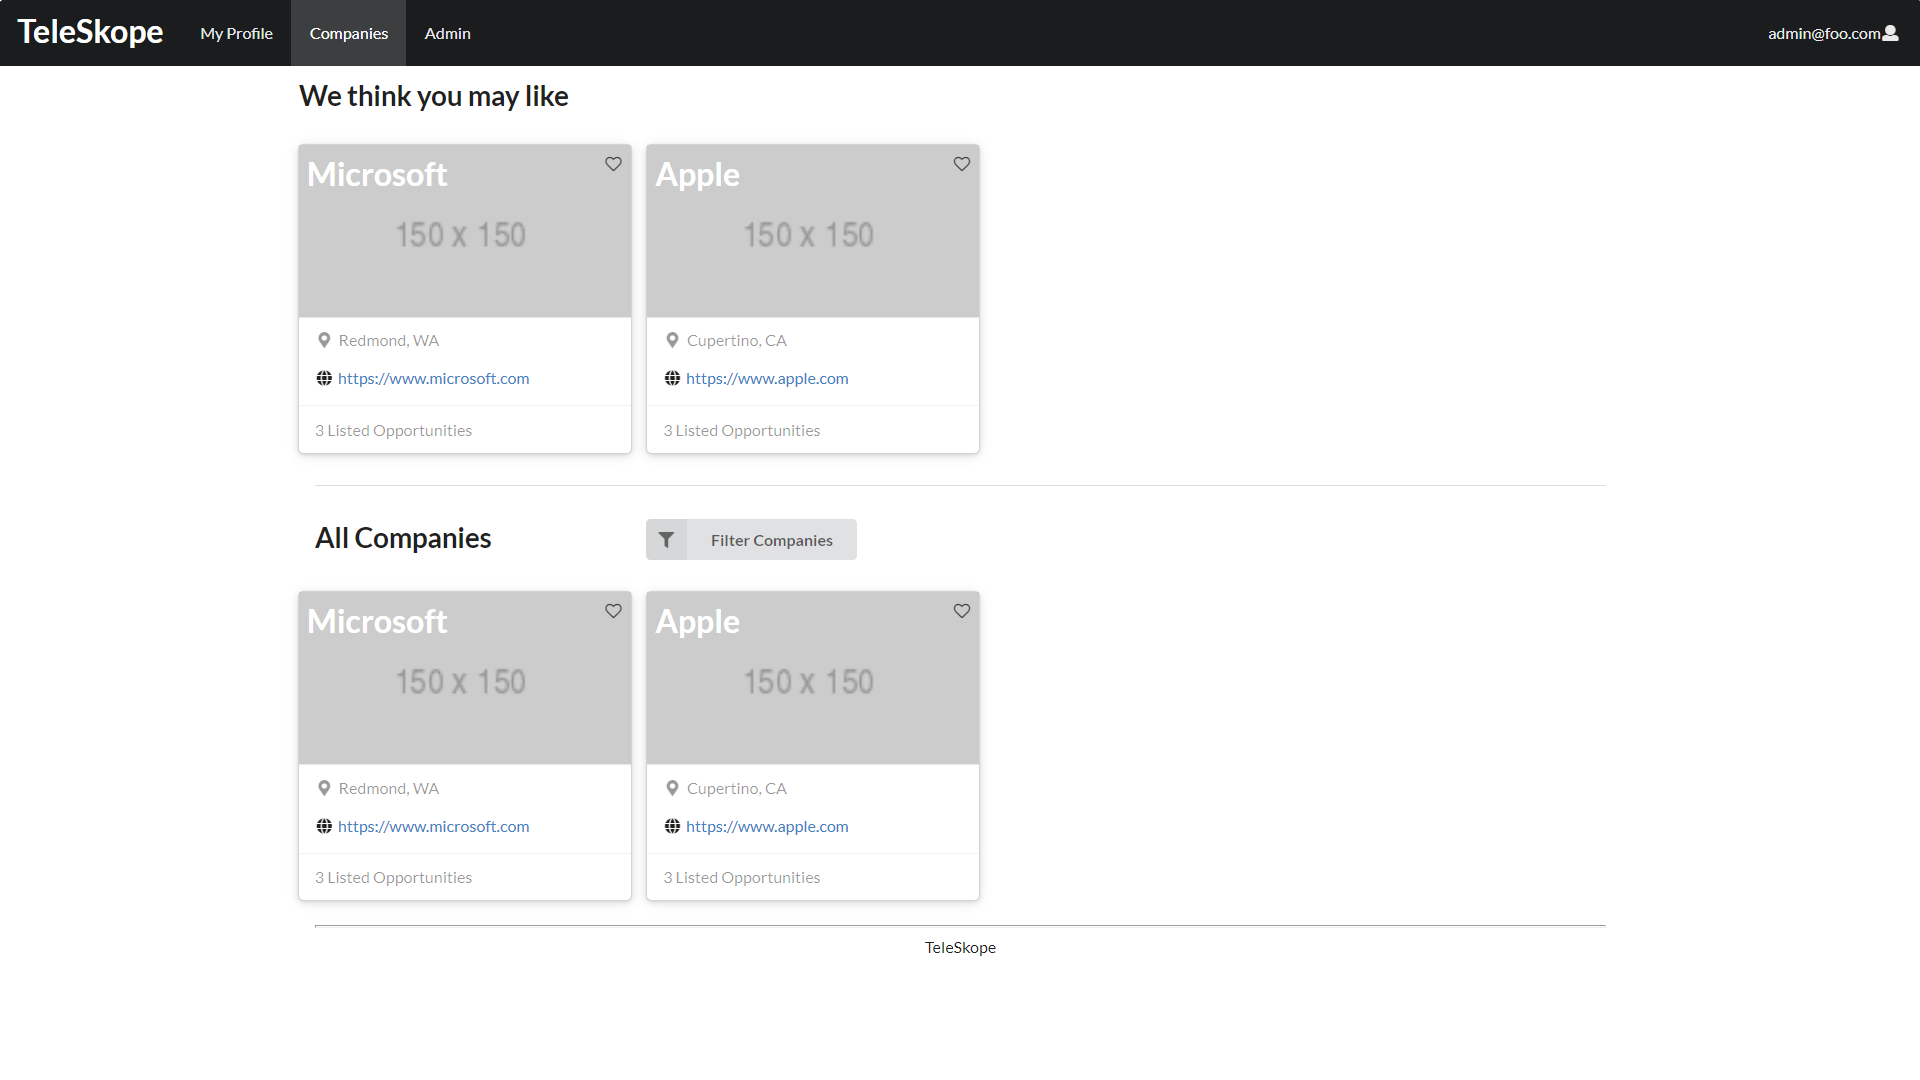 TeleSkope My Profile Companies Admin admin@foo.com
We think you may like
Microsoft Apple
150 x 150 150 x 150
Redmond, WA Cupertino, CA
https://www.microsoft.com https://www.apple.com
3 Listed Opportunities 3 Listed Opportunities
All Companies Filter Companies
Microsoft Apple
150 x 150 150 x 150
Redmond, WA Cupertino, CA
https://www.microsoft.com https://www.apple.com
3 Listed Opportunities 3 Listed Opportunities
TeleSkope